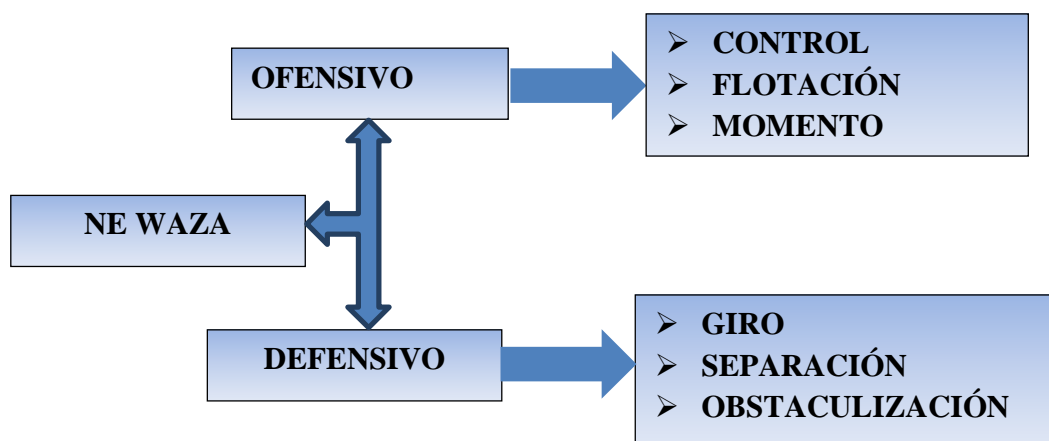 OFENSIVO
➢ CONTROL
➢ FLOTACIÓN
➢ MOMENTO
NE WAZA
DEFENSIVO
➢ GIRO
➢ SEPARACIÓN
➢ OBSTACULIZACIÓN